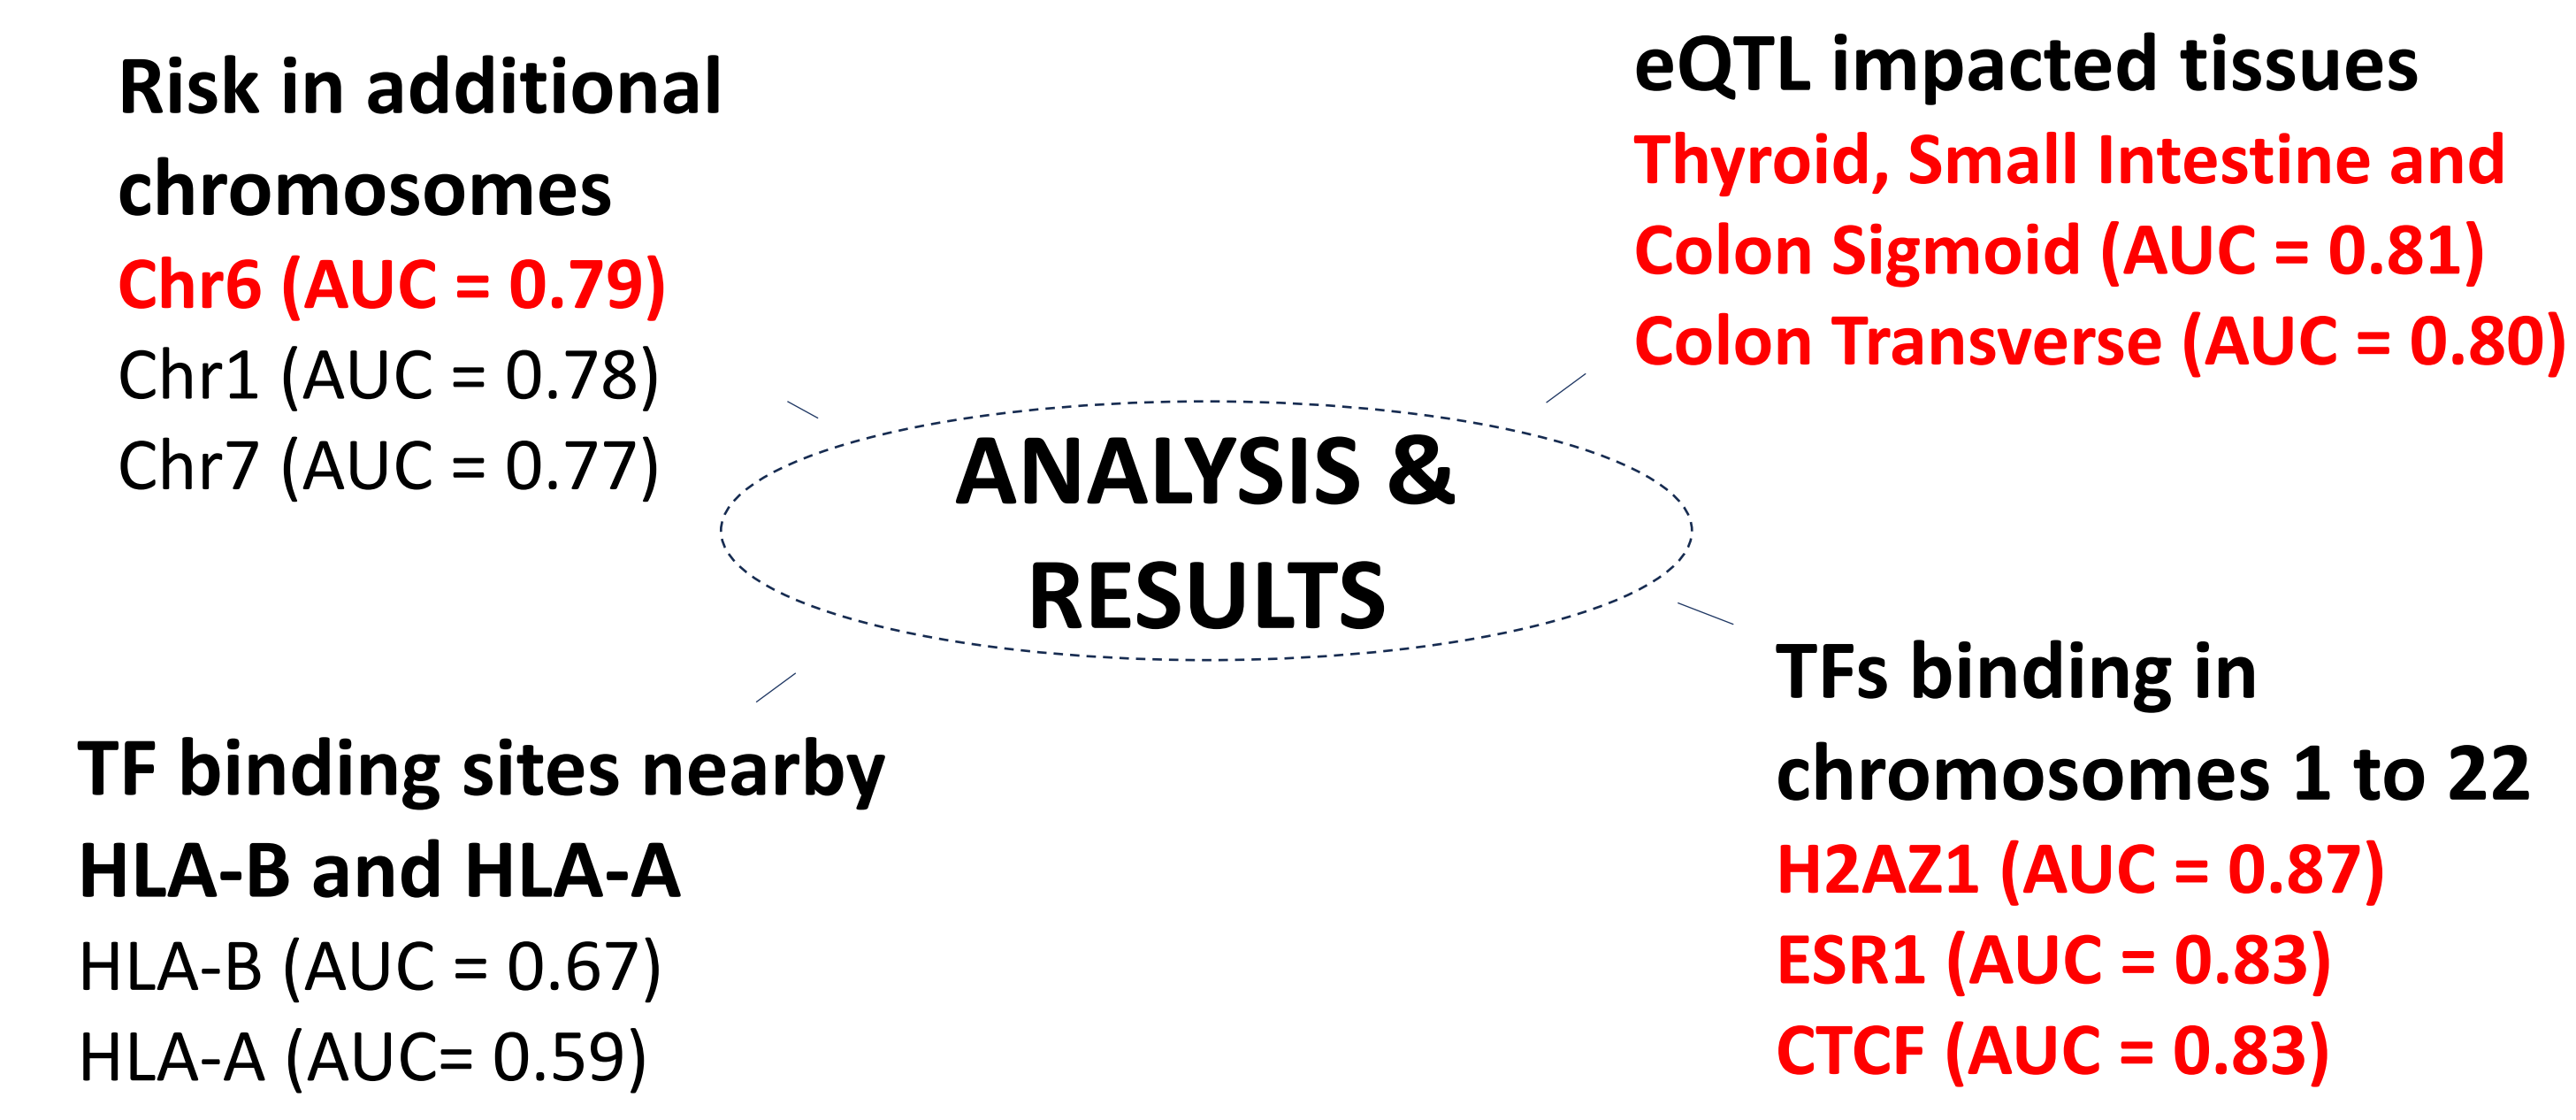 Risk in additional
chromosomes
Chr6 (AUC = 0.79)
Chr1 (AUC = 0.78)
Chr7 (AUC = 0.77)
eQTL impacted tissues
Thyroid, Small Intestine and
Colon Sigmoid (AUC = 0.81)
Colon Transverse (AUC = 0.80)
ANALYSIS &
RESULTS
TF binding sites nearby
HLA-B and HLA-A
HLA-B (AUC = 0.67)
HLA-A (AUC= 0.59)
TFs binding in
chromosomes 1 to 22
H2AZ1 (AUC = 0.87)
ESR1 (AUC = 0.83)
CTCF (AUC = 0.83)